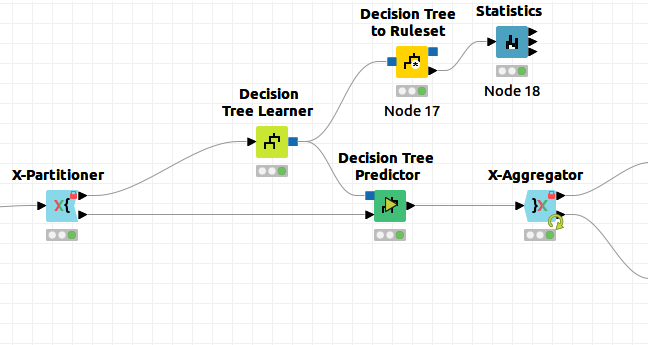 Decision Tree
to Ruleset
Statistics
Node 17
Node 18
Decision
Tree Learner
Decision Tree
Predictor
X-Partitioner
X-Aggregator
X{
}X